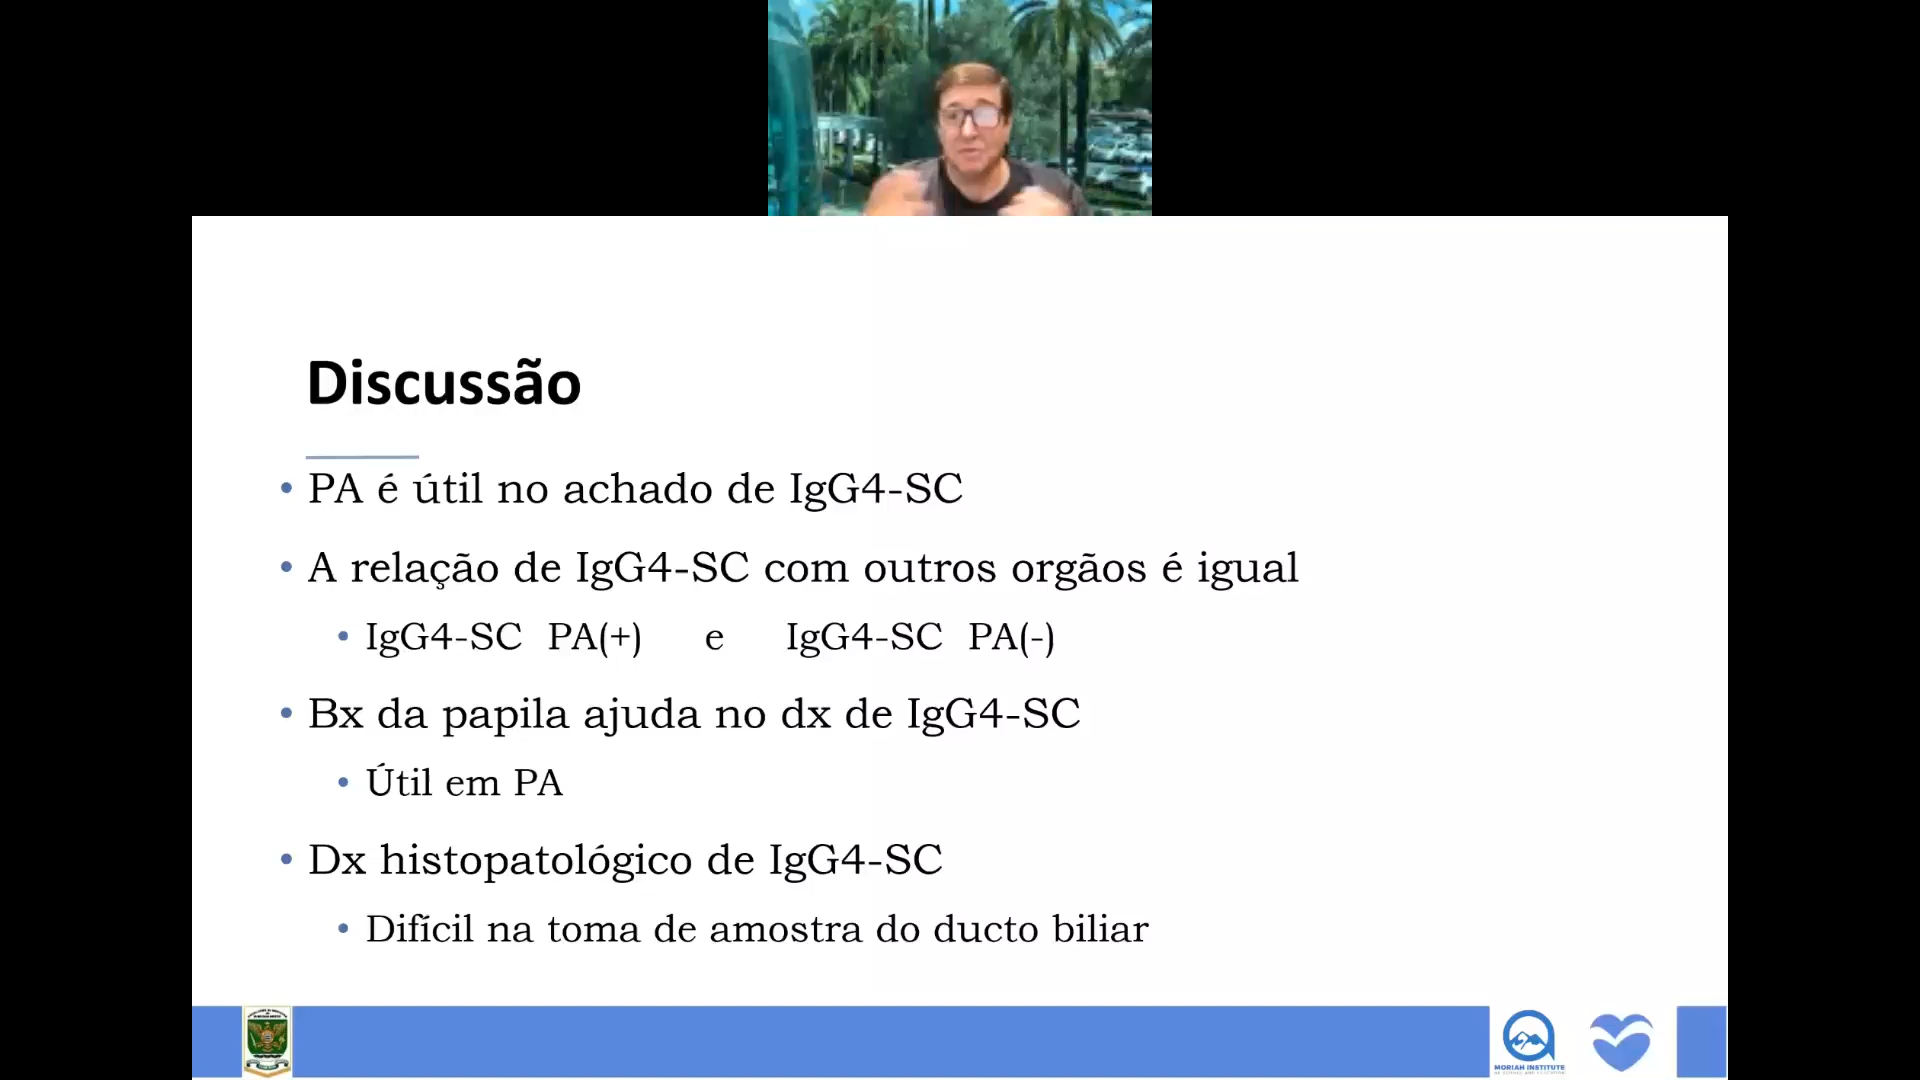 Discussão
• PA é útil no achado de IgG4-SC
• A relação de IgG4-SC com outros orgãos é igual
• IgG4-SC PA(+) e IgG4-SC PA(-)
• Bx da papila ajuda no dx de IgG4-SC
• Útil em PA
• Dx histopatológico de IgG4-SC
• Difícil na toma de amostra do ducto biliar
MORIAH INSTITUTE